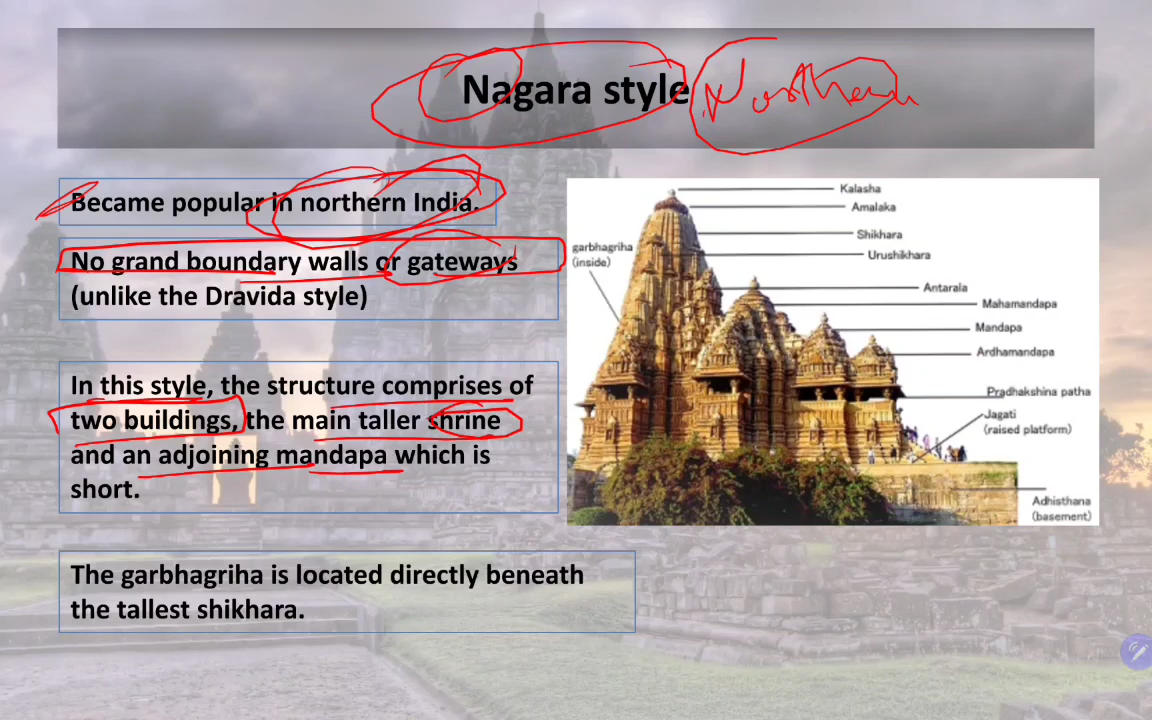 Nagara style
Northern
Became popular in northern India.
No grand boundary walls or gateways
(unlike the Dravida style)
In this style, the structure comprises of
two buildings, the main taller shrine
and an adjoining mandapa which is
short.
The garbhagriha is located directly beneath
the tallest shikhara.
Kalasha
Amalaka
Shikhara
garbhagriha
(inside)
Urushikhara
Antarala
Mahamandapa
Mandapa
Ardhamandapa
Pradhakshina patha
Jagati
(raised platform)
Adhisthana
(basement)